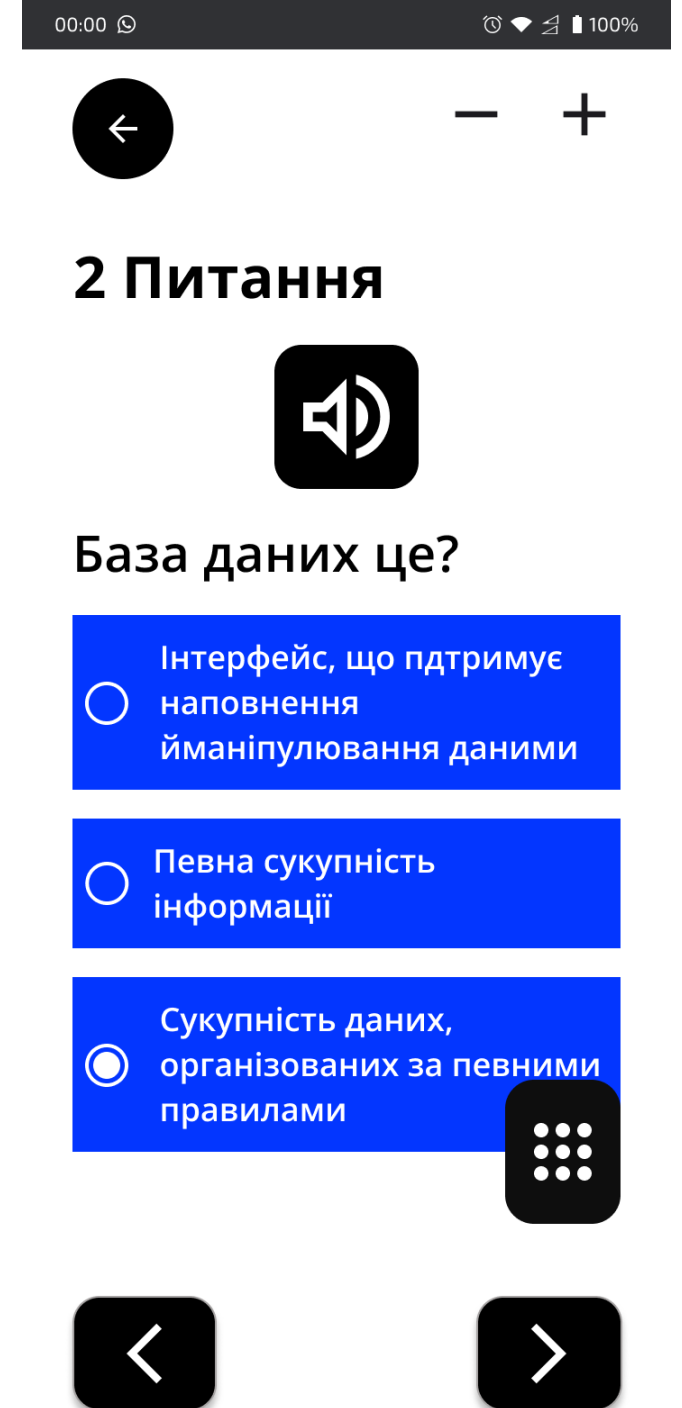 00:00
100%
2 Питання
База даних це?
Інтерфейс, що пдтримує
наповнення
йманіпулювання даними
Певна сукупність
інформації
Сукупність даних,
організованих за певними
правилами